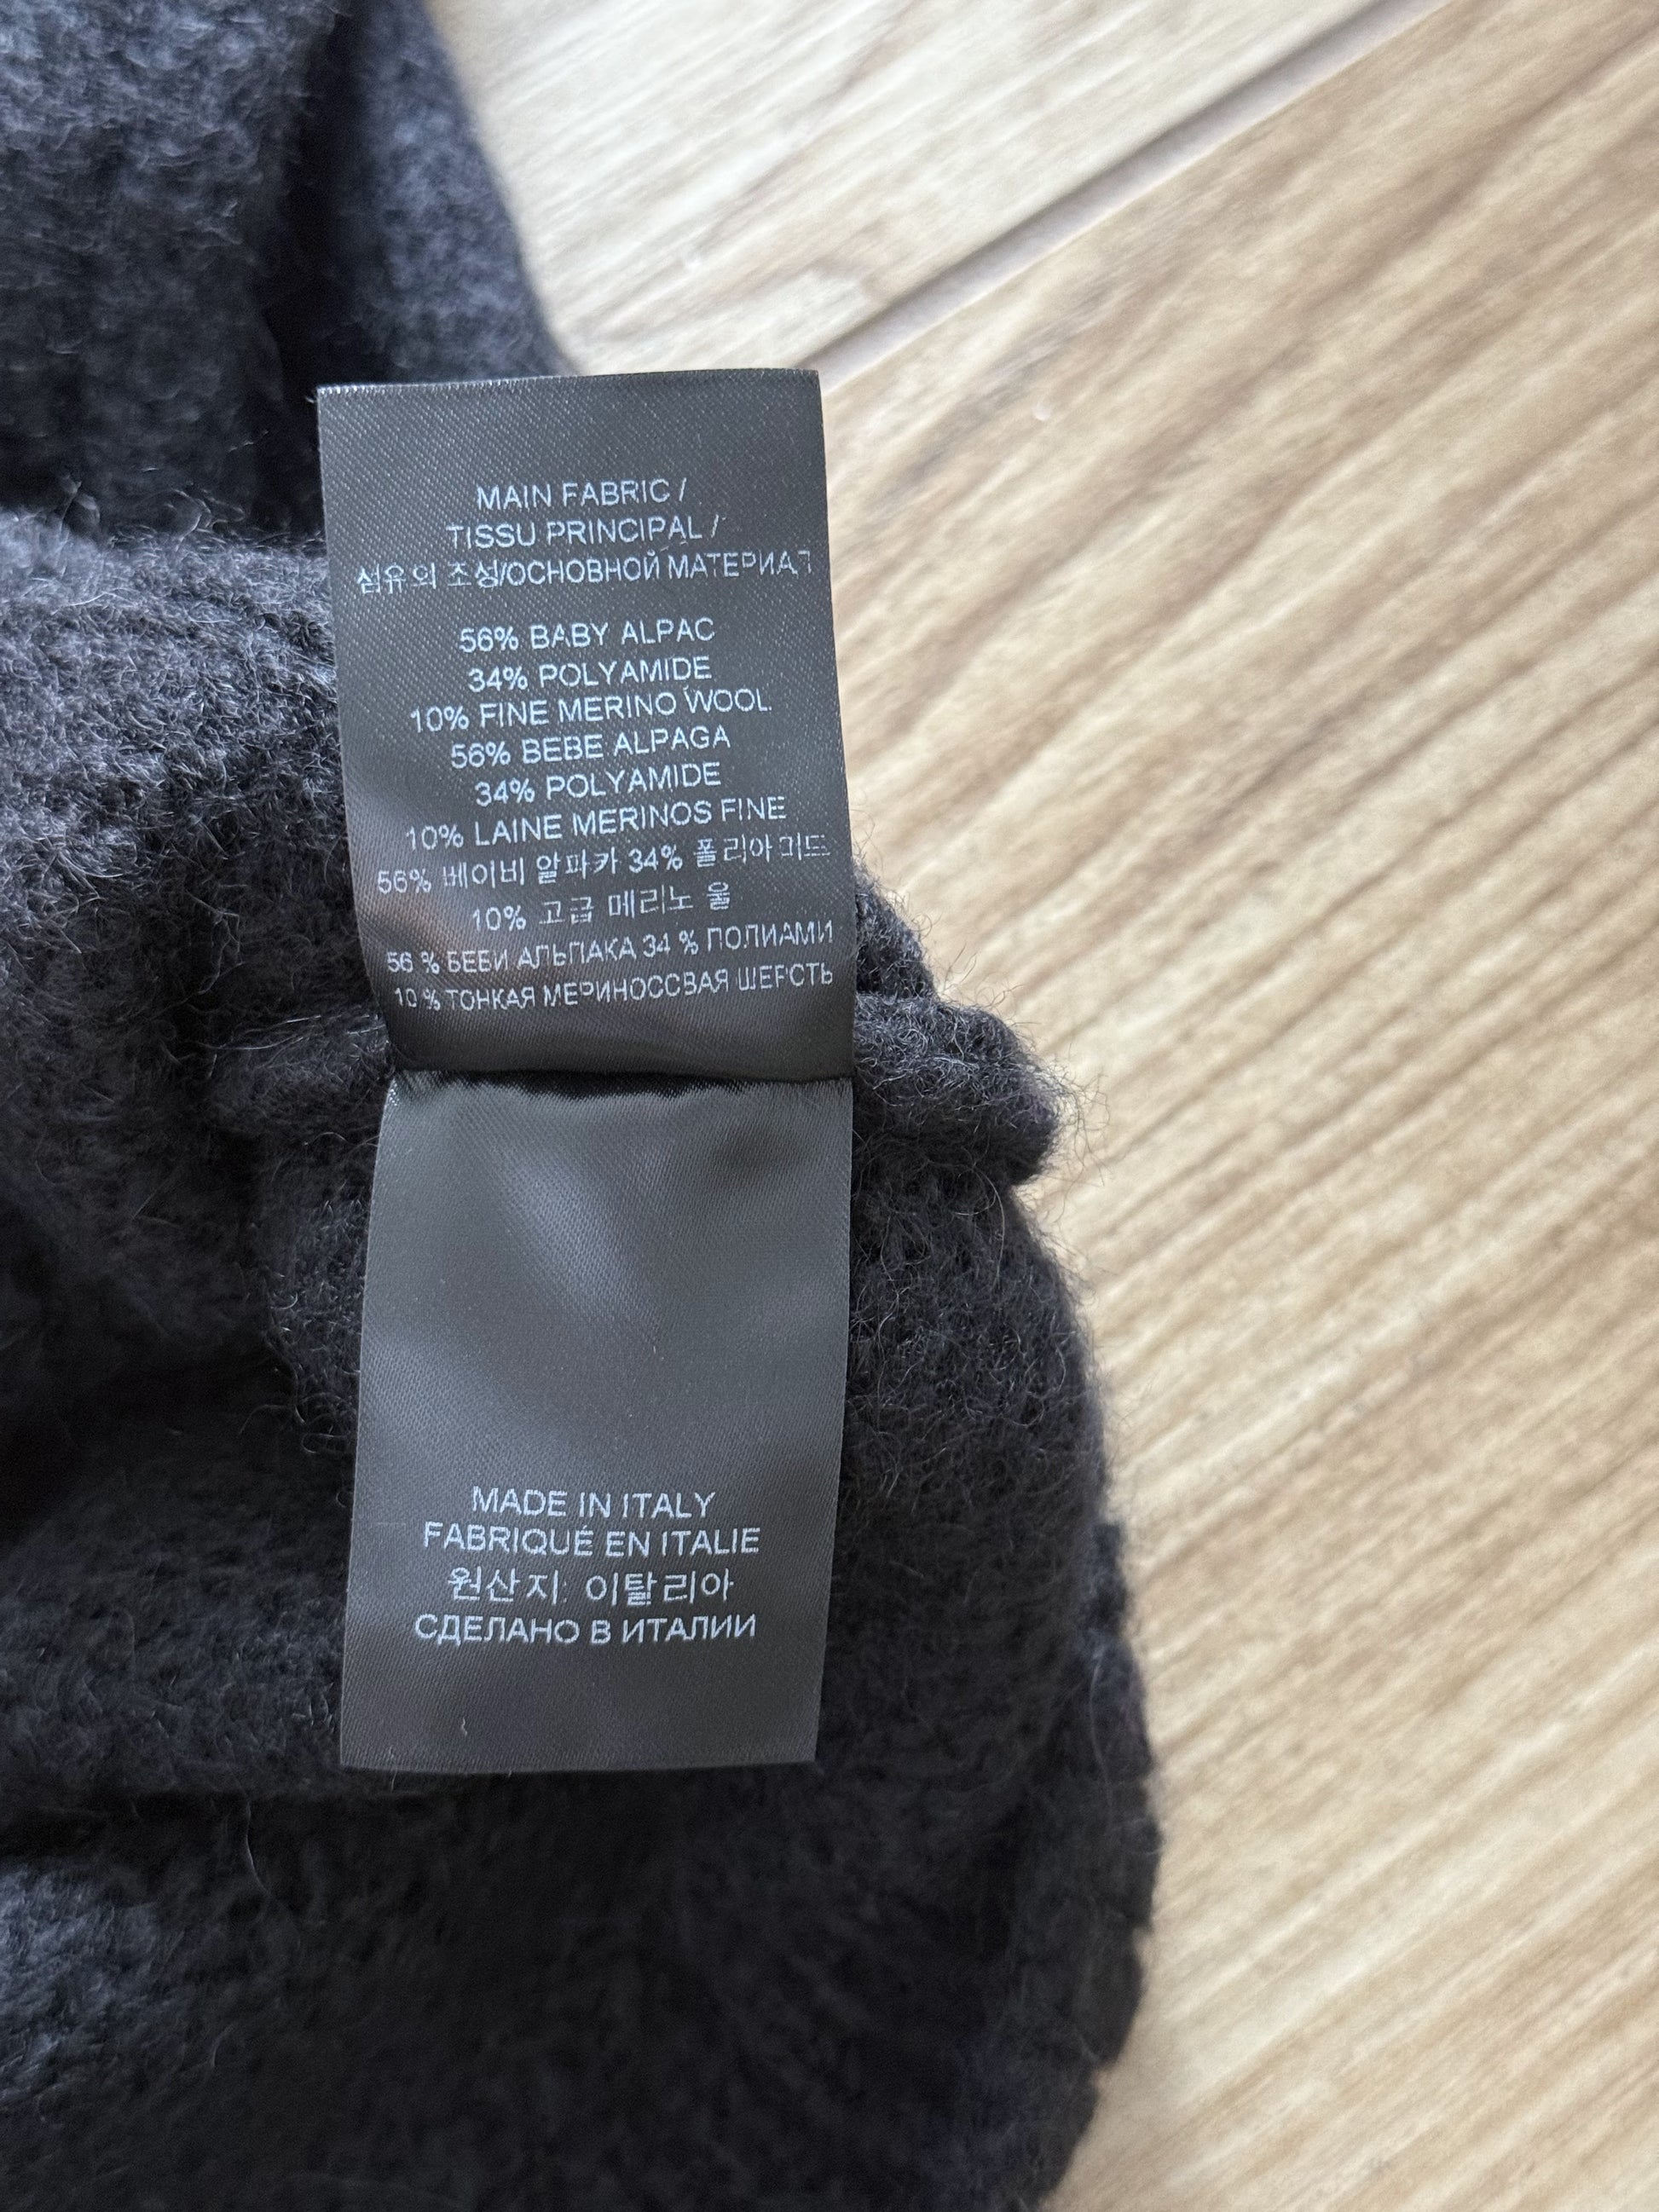 MAIN FABRIC /
TISSU PRINCIPAL /
섬유의 조성/ОСНОВНОЙ МАТЕРИАЛ
56% BABY ALPAC
34% POLYAMIDE
10% FINE MERINO WOOL
56% BEBE ALPAGA
34% POLYAMIDE
10% LAINE MERINOS FINE
56% 베이비 알파카 34% 폴리아미드
10% 고급 메리노 울
56 % БЕБИ АЛЬПАКА 34 % ПОЛИАМИ
10 % ТОНКАЯ МЕРИНОССВАЯ ШЕРСТЬ
MADE IN ITALY
FABRIQUÉ EN ITALIE
원산지: 이탈리아
СДЕЛАНО В ИТАЛИИ